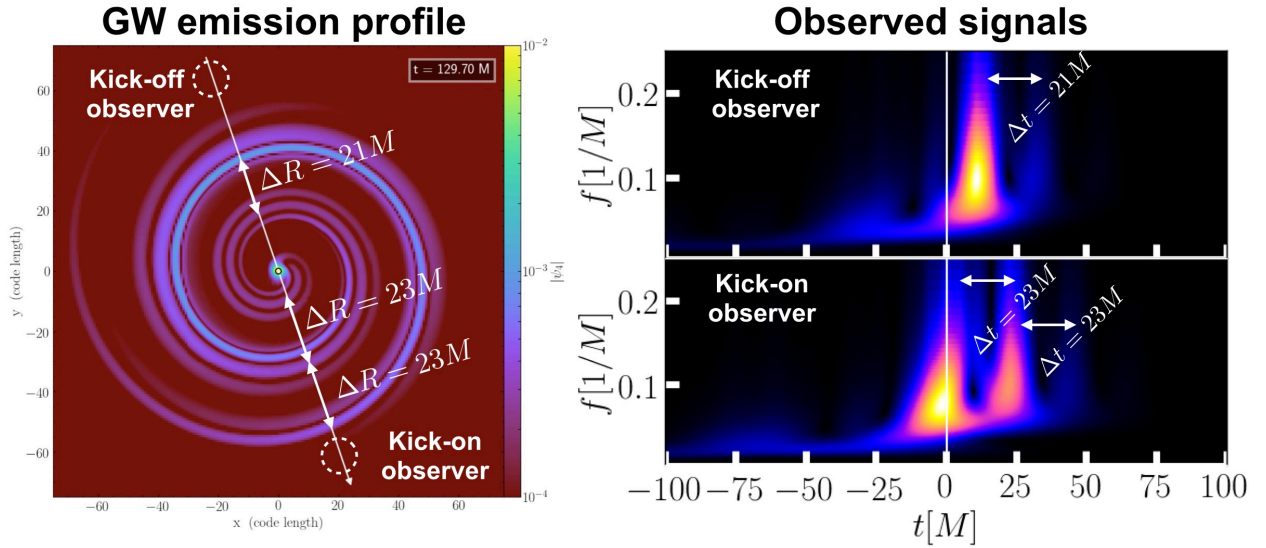 GW emission profile
Observed signals
t = 129.70 M
Kick-off
observer
ΔR = 21M
ΔR = 23M
ΔR = 23M
Kick-on
observer
60
40
20
0
−20
−40
−60
y (code length)
−60
−40
−20
0
20
40
60
x (code length)
10⁻²
10⁻³
10⁻⁴
|ψ₄|
Kick-off
observer
Δt = 21M
0.2
0.1
f[1/M]
Kick-on
observer
Δt = 23M
Δt = 23M
0.2
0.1
f[1/M]
−100
−75
−50
−25
0
25
50
75
100
t[M]